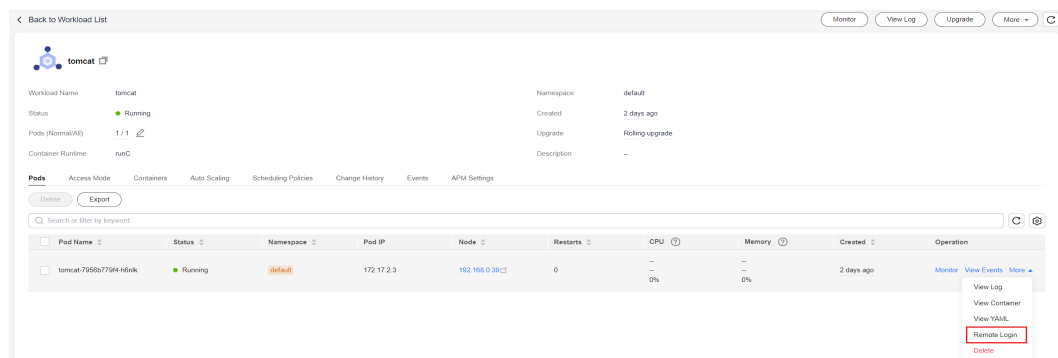 Back to Workload List
Monitor View Log Upgrade More
tomcat
Workload Name tomcat Namespace default
Status Running Created 2 days ago
Pods (Normal/All) 1 / 1 Upgrade Rolling upgrade
Container Runtime runC Description --
Pods Access Mode Containers Auto Scaling Scheduling Policies Change History Events APM Settings
Delete Export
Search or filter by keyword.
Pod Name Status Namespace Pod IP Node Restarts CPU Memory Created Operation
tomcat-7956b779f4-h6nlk Running default 172.17.2.3 192.168.0.39 0 -- -- 0% -- -- 0% 2 days ago Monitor View Events More
View Log
View Container
View YAML
Remote Login
Delete